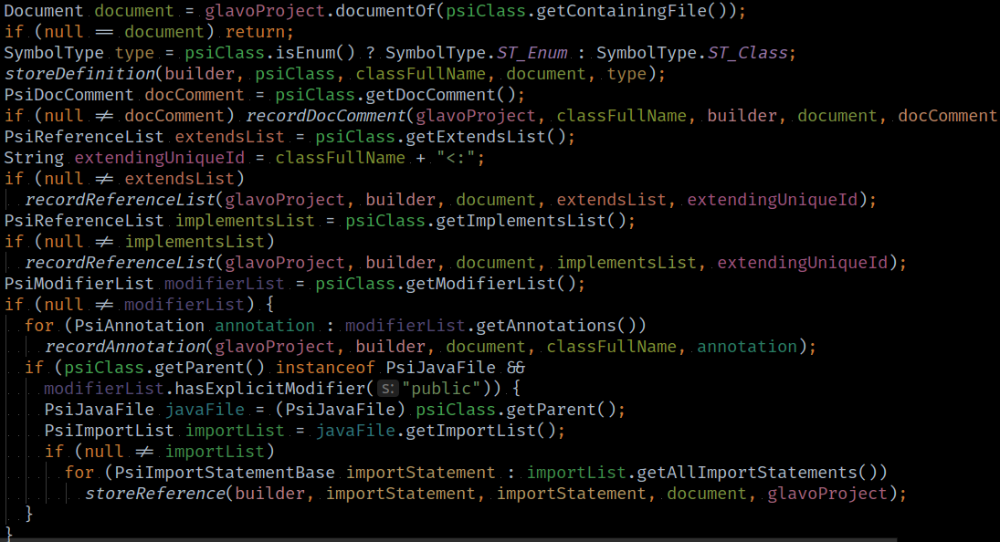 Document document = glavoProject.documentOf(psiClass.getContainingFile());
if (null == document) return;
SymbolType type = psiClass.isEnum() ? SymbolType.ST_Enum : SymbolType.ST_Class;
storeDefinition(builder, psiClass, classFullName, document, type);
PsiDocComment docComment = psiClass.getDocComment();
if (null != docComment) recordDocComment(glavoProject, classFullName, builder, document, docComment
PsiReferenceList extendsList = psiClass.getExtendsList();
String extendingUniqueId = classFullName + "<:";
if (null != extendsList)
  recordReferenceList(glavoProject, builder, document, extendsList, extendingUniqueId);
PsiReferenceList implementsList = psiClass.getImplementsList();
if (null != implementsList)
  recordReferenceList(glavoProject, builder, document, implementsList, extendingUniqueId);
PsiModifierList modifierList = psiClass.getModifierList();
if (null != modifierList) {
  for (PsiAnnotation annotation : modifierList.getAnnotations())
    recordAnnotation(glavoProject, builder, document, classFullName, annotation);
  if (psiClass.getParent() instanceof PsiJavaFile &&
    modifierList.hasExplicitModifier( s: "public")) {
    PsiJavaFile javaFile = (PsiJavaFile) psiClass.getParent();
    PsiImportList importList = javaFile.getImportList();
    if (null != importList)
      for (PsiImportStatementBase importStatement : importList.getAllImportStatements())
        storeReference(builder, importStatement, importStatement, document, glavoProject);
  }
}